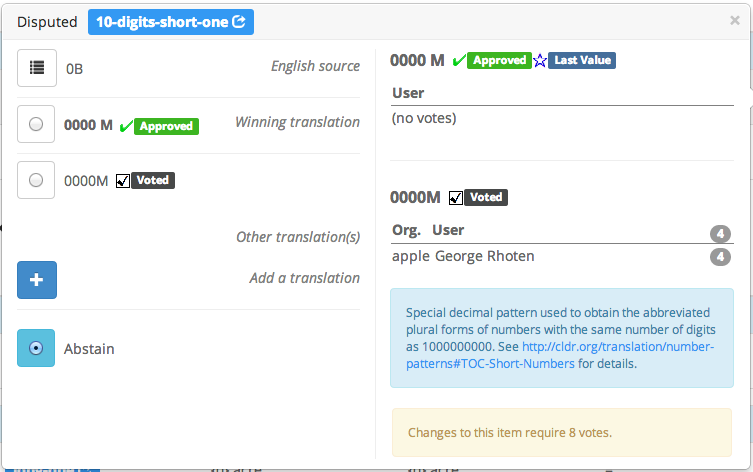 Disputed 10-digits-short-one
0B English source
0000 M Approved Winning translation
0000M Voted
Other translation(s)
Add a translation
Abstain
0000 M Approved Last Value
User
(no votes)
0000M Voted
Org. User 4
apple George Rhoten 4
Special decimal pattern used to obtain the abbreviated
plural forms of numbers with the same number of digits
as 1000000000. See http://cldr.org/translation/number-
patterns#TOC-Short-Numbers for details.
Changes to this item require 8 votes.